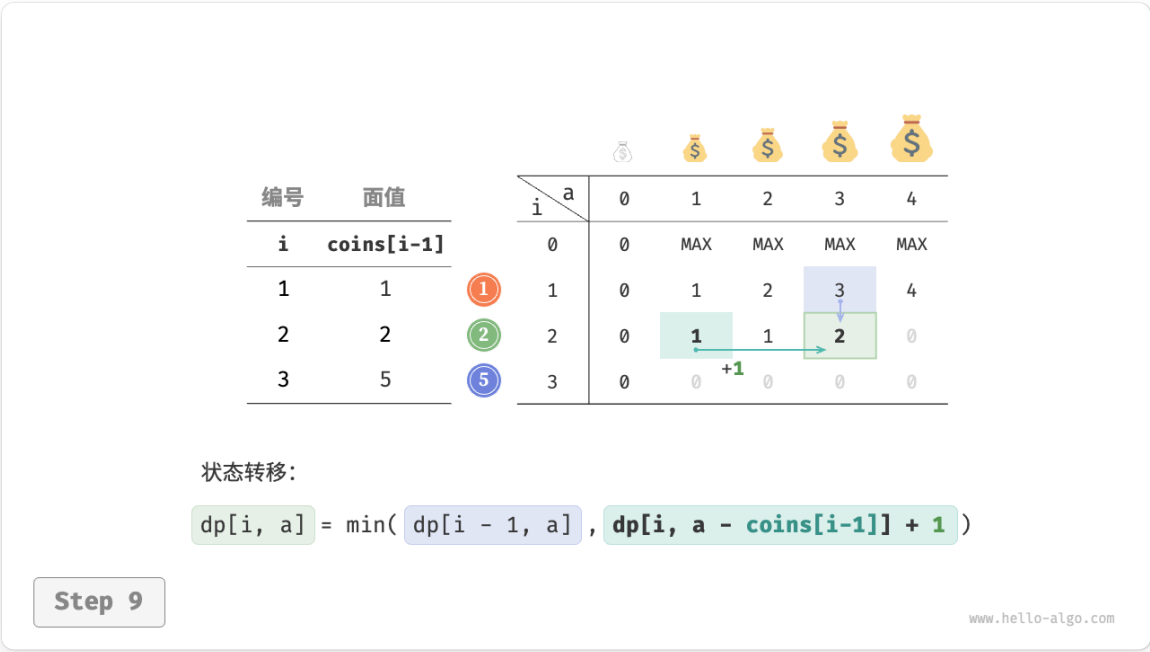 编号 面值
i coins[i-1]
1 1
2 2
3 5
1
2
5
$ $ $ $ $
a
i
0 1 2 3 4
0 0 MAX MAX MAX MAX
1 0 1 2 3 4
2 0 1 1 2 0
+1
3 0 0 0 0 0
状态转移:
dp[i, a] = min( dp[i - 1, a] , dp[i, a - coins[i-1]] + 1 )
Step 9
www.hello-algo.com